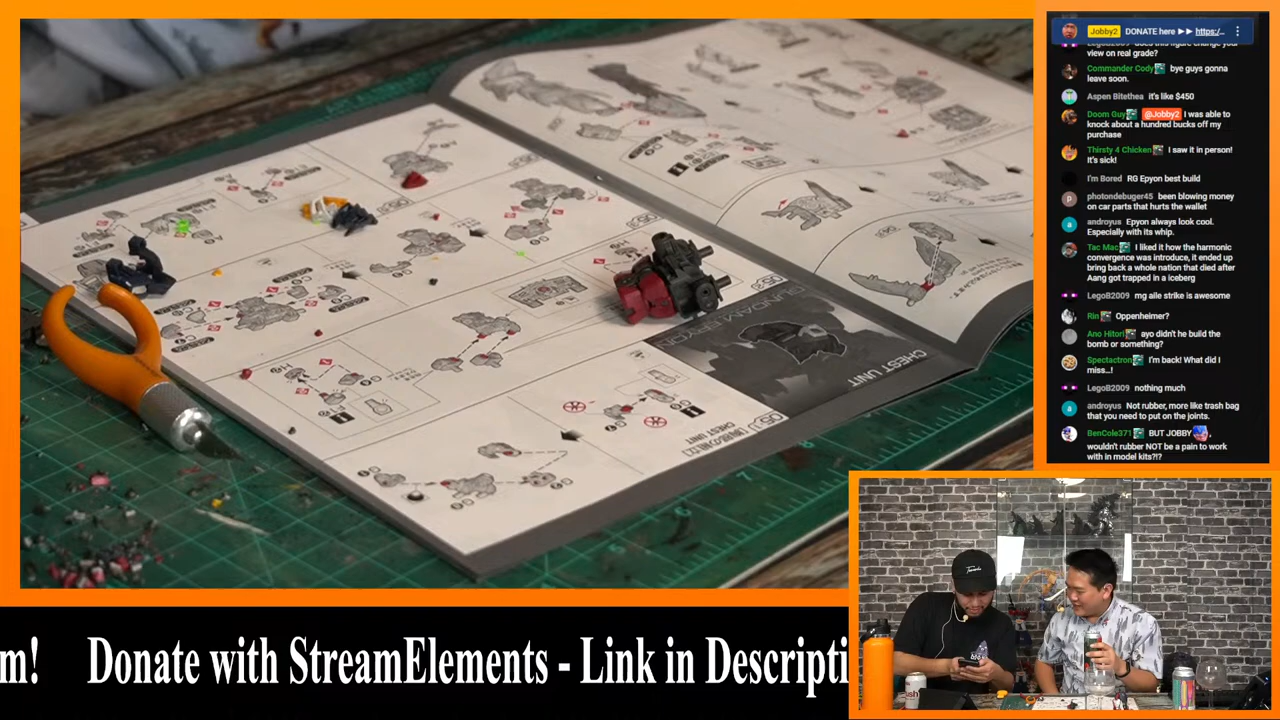 Jobby2 DONATE here ►► https:/...
view on real grade?
Commander Cody bye guys gonna
leave soon.
Aspen Bitethea it's like $450
Doom Guy @Jobby2 I was able to
knock about a hundred bucks off my
purchase
Thirsty 4 Chicken I saw it in person!
It's sick!
I'm Bored RG Epyon best build
photondebuger45 been blowing money
on car parts that hurts the wallet
androyus Epyon always look cool.
Especially with its whip.
Tac Mac I liked it how the harmonic
convergence was introduce, it ended up
bring back a whole nation that died after
Aang got trapped in a iceberg
LegoB2009 mg aile strike is awesome
Rin Oppenheimer?
Ano Hitori ayo didn't he build the
bomb or something?
Spectactron I'm back! What did I
miss...!
LegoB2009 nothing much
androyus Not rubber, more like trash bag
that you need to put on the joints.
BenCole371 BUT JOBBY,
wouldn't rubber NOT be a pain to work
with in model kits?!?
GUNDAM EPYON
CHEST UNIT
CHEST UNIT
m! Donate with StreamElements - Link in Descripti